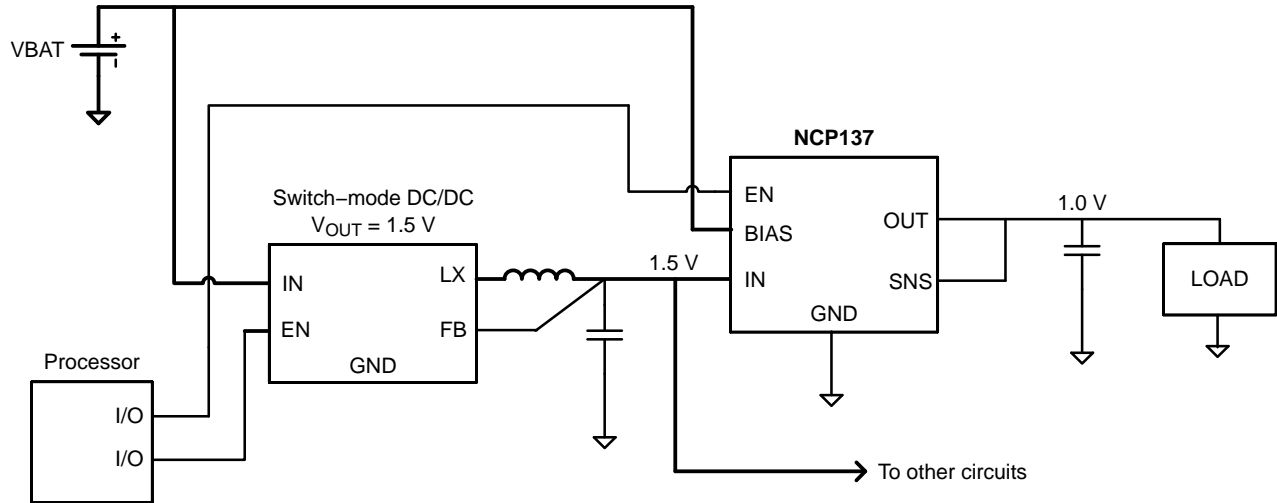 VBAT
+
NCP137
Switch−mode DC/DC
VOUT = 1.5 V
EN
BIAS
IN
GND
OUT
SNS
1.0 V
LOAD
IN
EN
LX
FB
GND
1.5 V
Processor
I/O
I/O
To other circuits